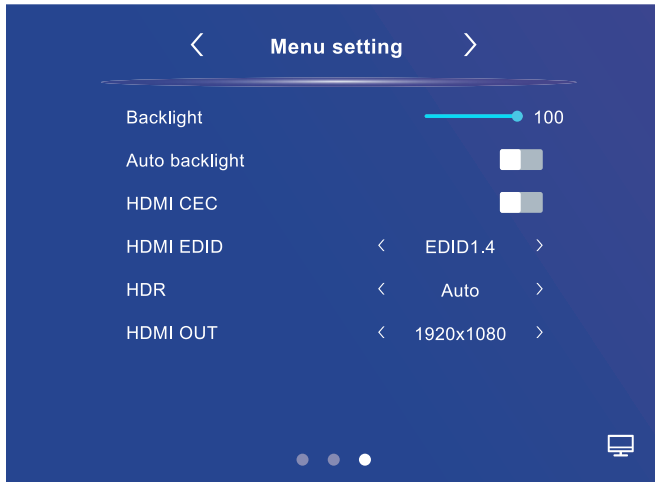 Menu setting
Backlight 100
Auto backlight
HDMI CEC
HDMI EDID EDID1.4
HDR Auto
HDMI OUT 1920x1080